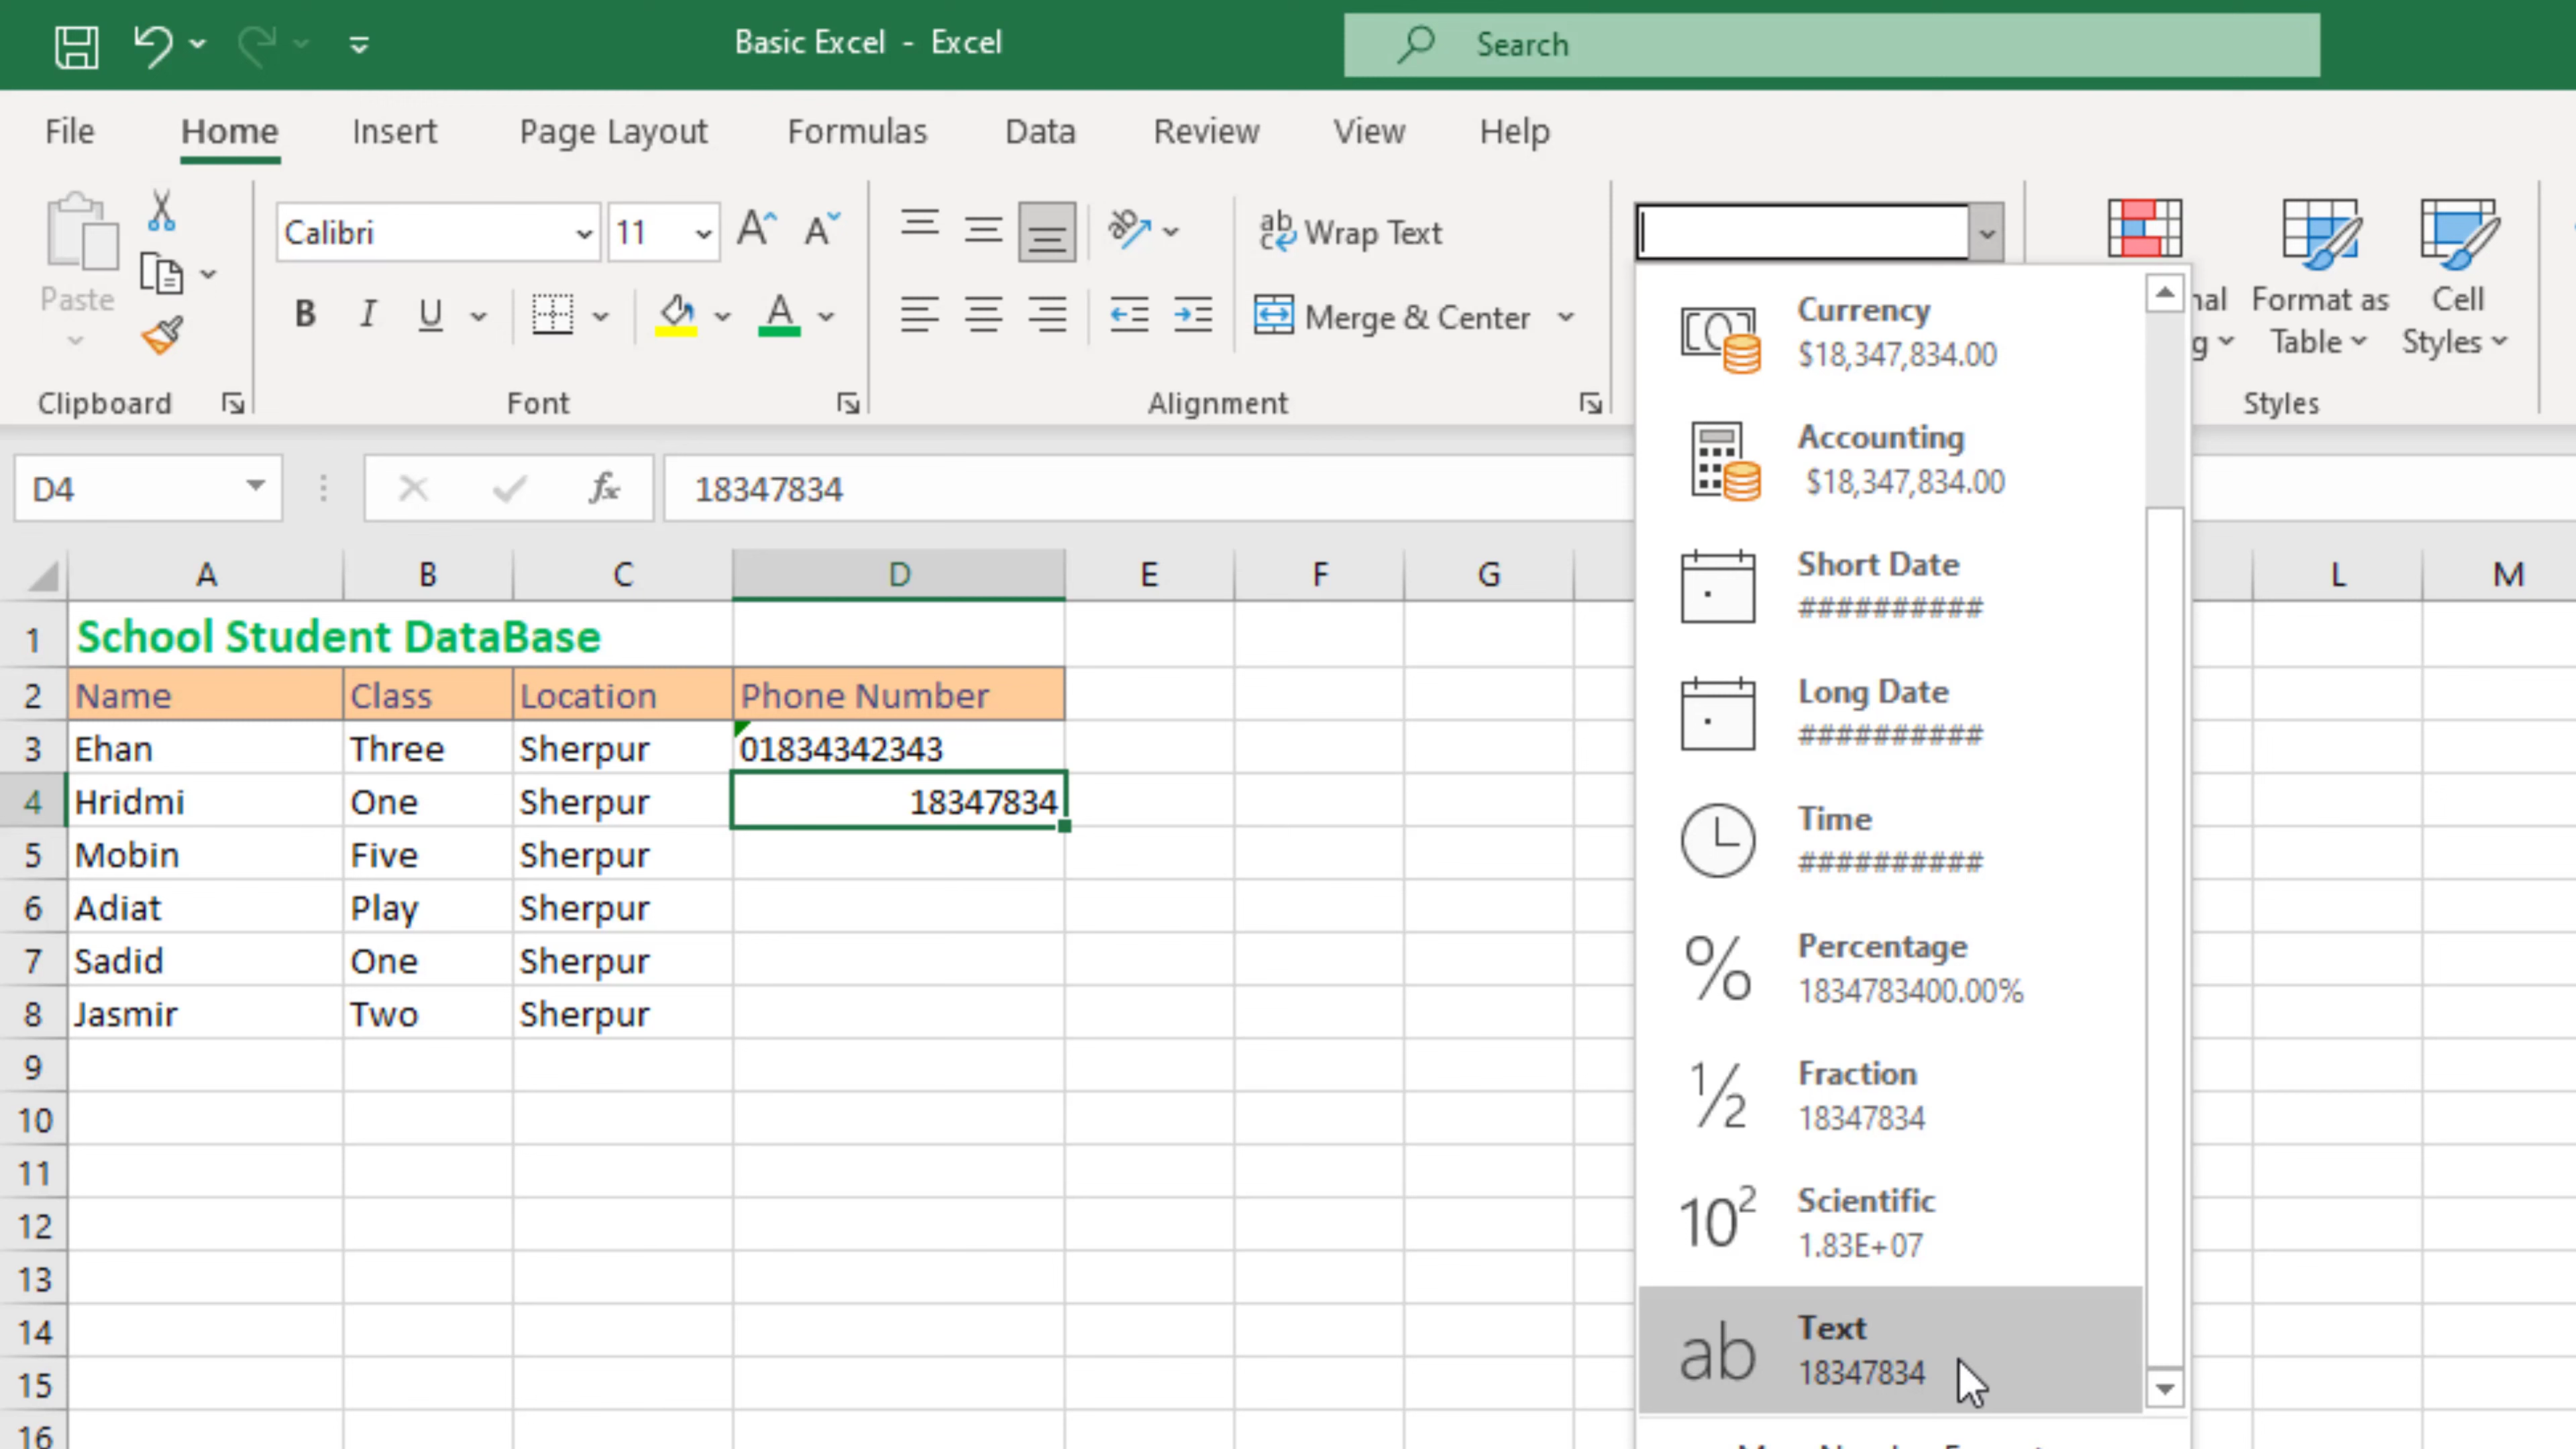 Basic Excel - Excel
Search
File Home Insert Page Layout Formulas Data Review View Help
Paste
Calibri 11
Wrap Text
Merge & Center
Format as Table
Cell Styles
Clipboard Font Alignment Styles
D4 fx 18347834
A B C D E F G L M
1 School Student DataBase
2 Name Class Location Phone Number
3 Ehan Three Sherpur 01834342343
4 Hridmi One Sherpur 18347834
5 Mobin Five Sherpur
6 Adiat Play Sherpur
7 Sadid One Sherpur
8 Jasmir Two Sherpur
9
10
11
12
13
14
15
16
Currency
$18,347,834.00
Accounting
$18,347,834.00
Short Date
##########
Long Date
##########
Time
##########
Percentage
1834783400.00%
Fraction
18347834
Scientific
1.83E+07
Text
18347834